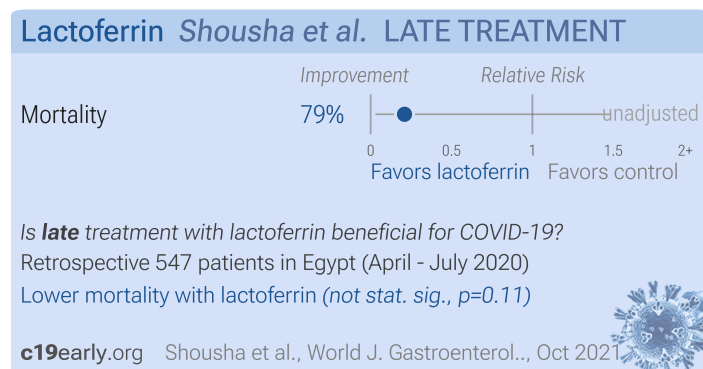 Lactoferrin Shousha et al. LATE TREATMENT
Improvement Relative Risk
Mortality 79% unadjusted
0 0.5 1 1.5 2+
Favors lactoferrin Favors control
Is late treatment with lactoferrin beneficial for COVID-19?
Retrospective 547 patients in Egypt (April - July 2020)
Lower mortality with lactoferrin (not stat. sig., p=0.11)
c19early.org Shousha et al., World J. Gastroenterol.., Oct 2021